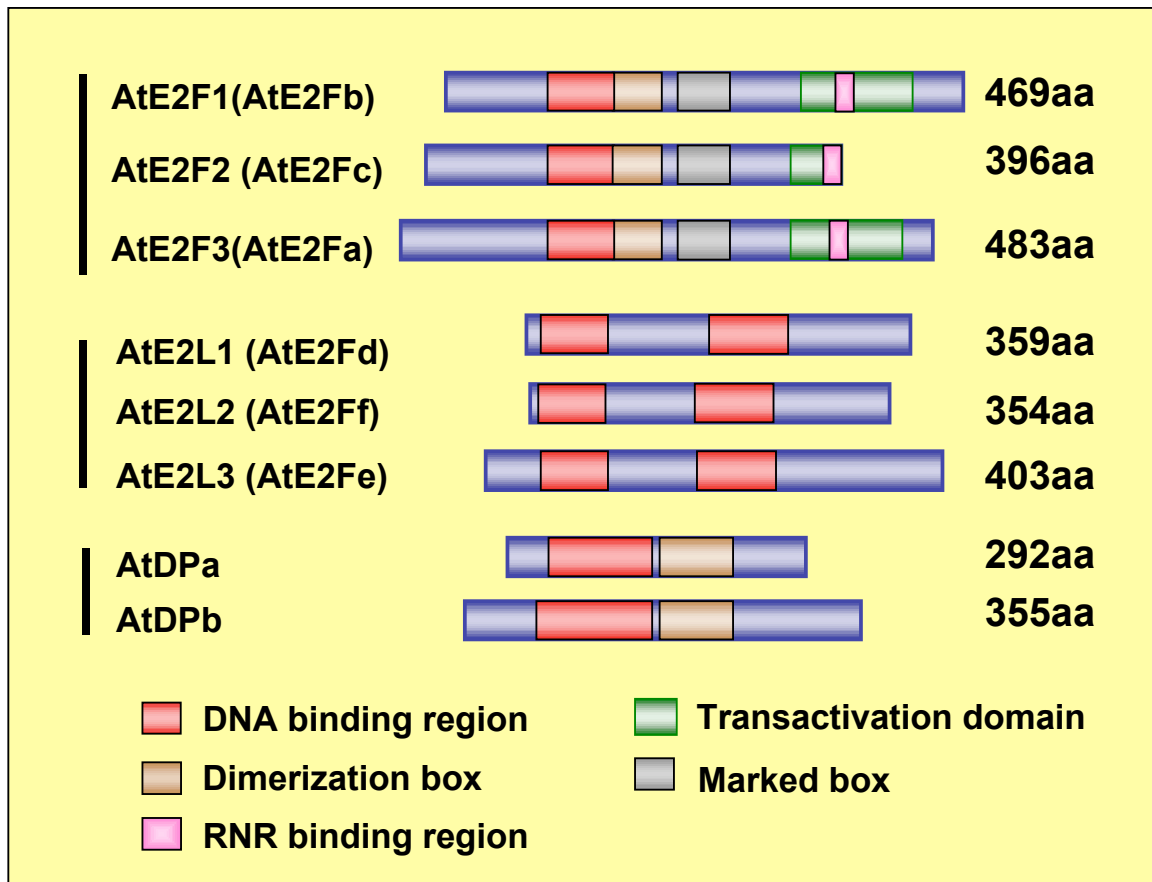 AtE2F1(AtE2Fb) 469aa
AtE2F2 (AtE2Fc) 396aa
AtE2F3(AtE2Fa) 483aa
AtE2L1 (AtE2Fd) 359aa
AtE2L2 (AtE2Ff) 354aa
AtE2L3 (AtE2Fe) 403aa
AtDPa 292aa
AtDPb 355aa
DNA binding region
Dimerization box
RNR binding region
Transactivation domain
Marked box